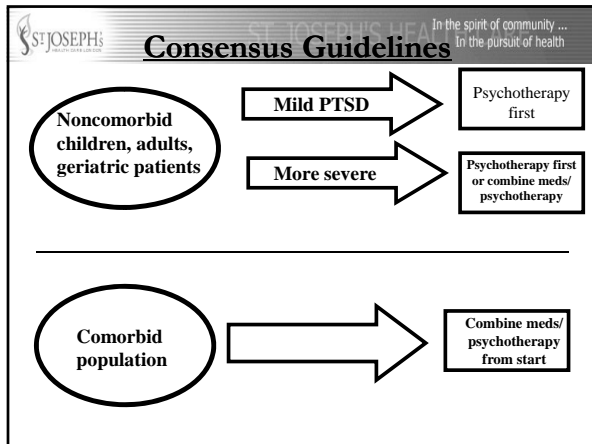 In the spirit of community ...
ST JOSEPH'S
ST. JOSEPH'S HEALTH CARE
In the pursuit of health
Consensus Guidelines
Noncomorbid
children, adults,
geriatric patients
Mild PTSD
Psychotherapy
first
More severe
Psychotherapy first
or combine meds/
psychotherapy
Comorbid
population
Combine meds/
psychotherapy
from start